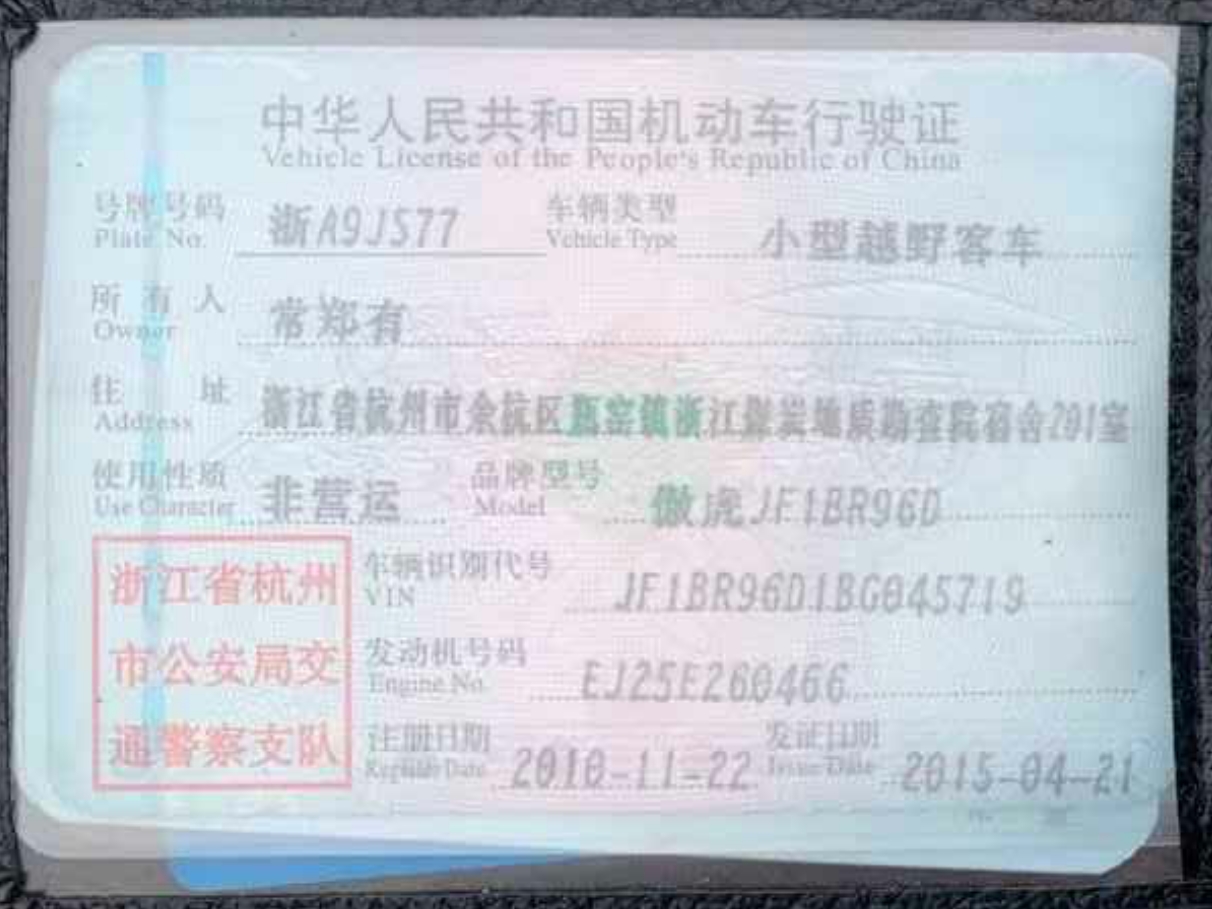 中华人民共和国机动车行驶证
Vehicle License of the People's Republic of China
号牌号码 浙A9J577 车辆类型 小型越野客车
Plate No. Vehicle Type
所有人 常郑有
Owner
住址 浙江省杭州市余杭区瓶窑镇浙江煤炭地质勘查院宿舍201室
Address
使用性质 非营运 品牌型号 傲虎JF1BR96D
Use Character Model
浙江省杭州 车辆识别代号 JF1BR96D1BG045719
VIN
市公安局交 发动机号码 EJ25E260466
Engine No.
通警察支队 注册日期 2010-11-22 发证日期 2015-04-21
Register Date Issue Date